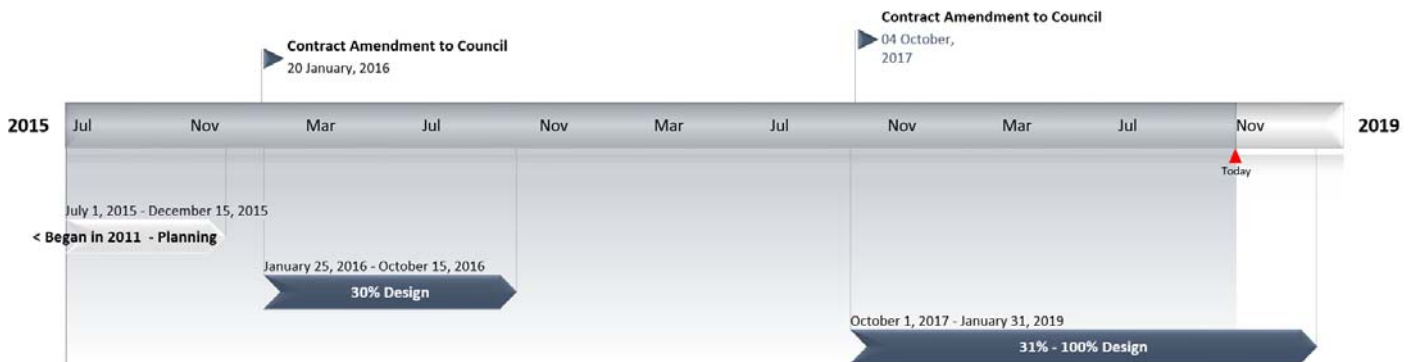 Contract Amendment to Council
04 October,
2017
Contract Amendment to Council
20 January, 2016
2015 Jul Nov Mar Jul Nov Mar Jul Nov Mar Jul Nov 2019
Today
July 1, 2015 - December 15, 2015
< Began in 2011 - Planning
January 25, 2016 - October 15, 2016
30% Design
October 1, 2017 - January 31, 2019
31% - 100% Design